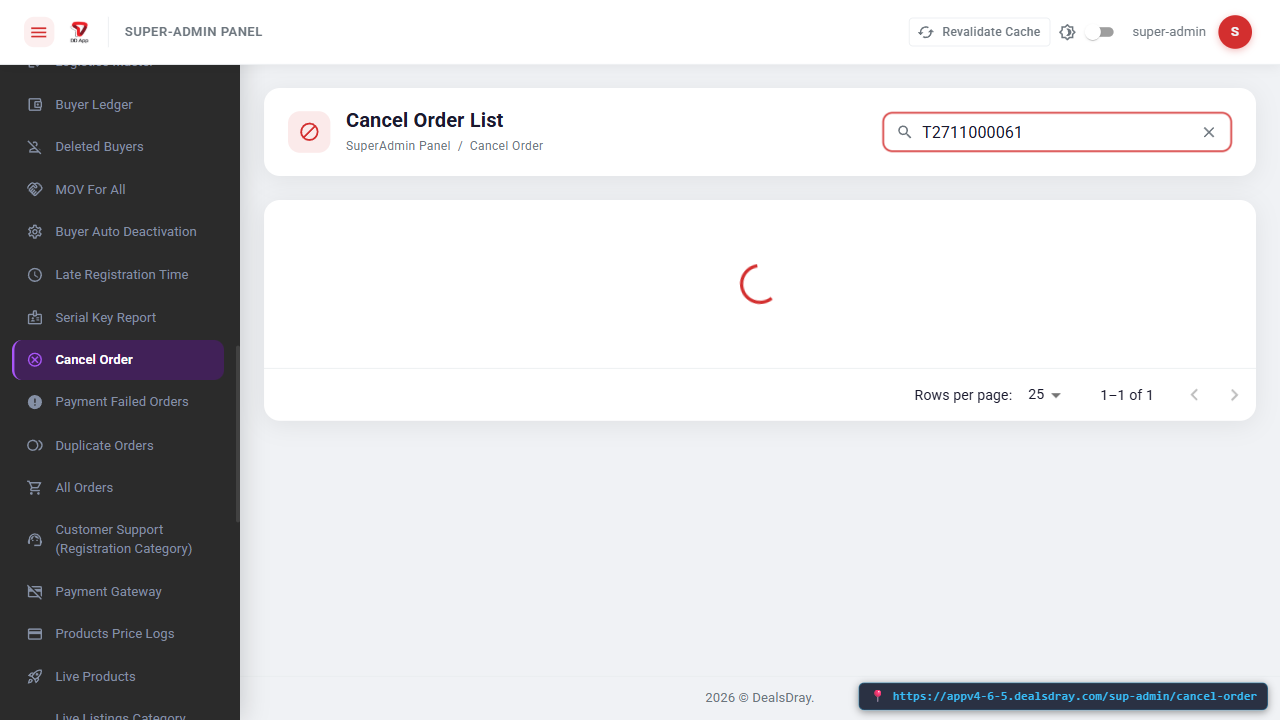 DD App
SUPER-ADMIN PANEL
Revalidate Cache
super-admin
S
Buyer Ledger
Deleted Buyers
MOV For All
Buyer Auto Deactivation
Late Registration Time
Serial Key Report
Cancel Order
Payment Failed Orders
Duplicate Orders
All Orders
Customer Support
(Registration Category)
Payment Gateway
Products Price Logs
Live Products
Live Listings Category
Cancel Order List
SuperAdmin Panel / Cancel Order
T2711000061
Rows per page: 25 1–1 of 1
2026 © DealsDray.
https://appv4-6-5.dealsdray.com/sup-admin/cancel-order